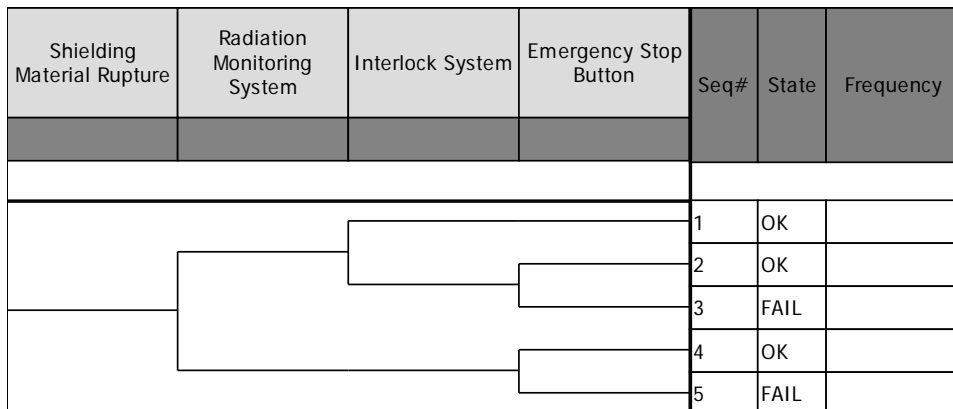 Shielding
Material Rupture
Radiation
Monitoring
System
Interlock System
Emergency Stop
Button
Seq#
State
Frequency
1
OK
2
OK
3
FAIL
4
OK
5
FAIL